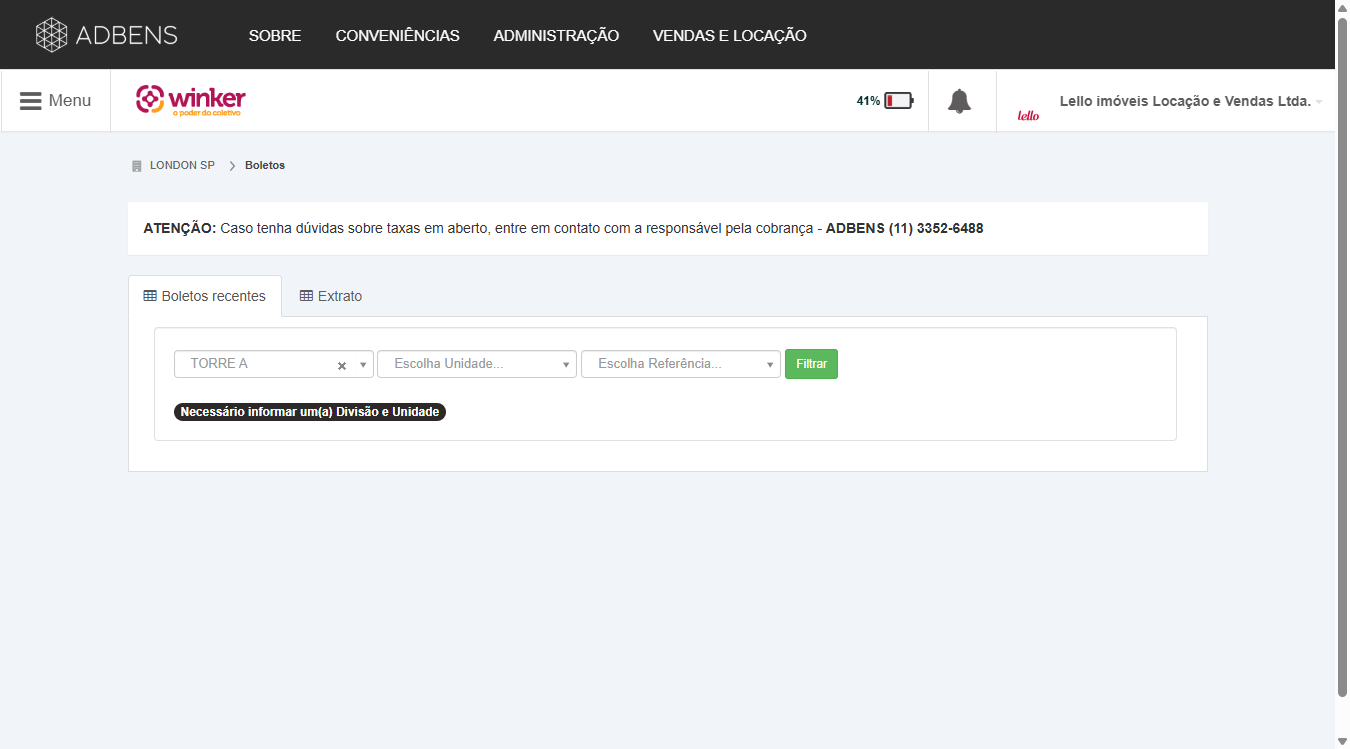 ADBENS SOBRE CONVENIÊNCIAS ADMINISTRAÇÃO VENDAS E LOCAÇÃO
Menu winker o poder do coletivo 41% lello Lello imóveis Locação e Vendas Ltda.
LONDON SP Boletos
ATENÇÃO: Caso tenha dúvidas sobre taxas em aberto, entre em contato com a responsável pela cobrança - ADBENS (11) 3352-6488
Boletos recentes Extrato
TORRE A × Escolha Unidade... Escolha Referência... Filtrar
Necessário informar um(a) Divisão e Unidade